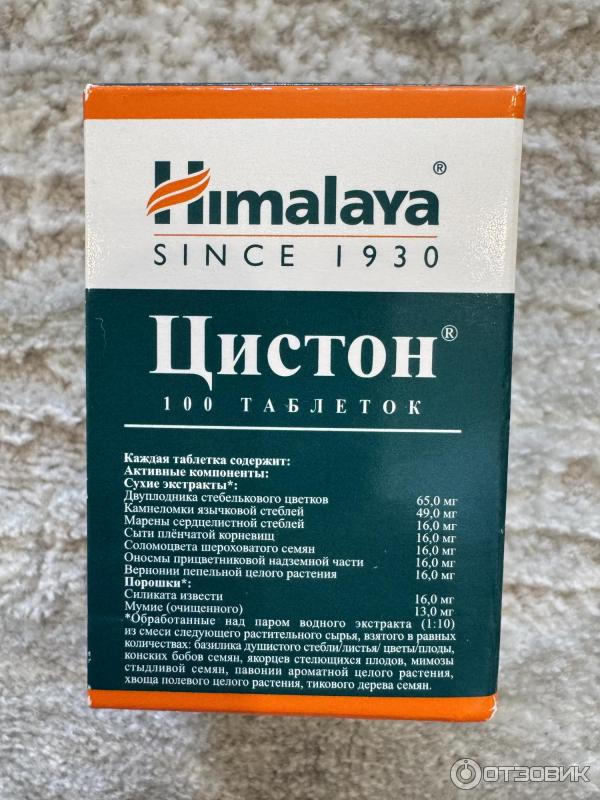 Himalaya®
SINCE 1930
Цистон®
100 ТАБЛЕТОК
Каждая таблетка содержит:
Активные компоненты:
Сухие экстракты*:
Двуплодника стебелькового цветков 65,0 мг
Камнеломки язычковой стеблей 49,0 мг
Марены сердцелистной стеблей 16,0 мг
Сыти плёнчатой корневищ 16,0 мг
Соломоцвета шероховатого семян 16,0 мг
Оносмы прицветниковой надземной части 16,0 мг
Вернонии пепельной целого растения 16,0 мг
Порошки*:
Силиката извести 16,0 мг
Мумие (очищенного) 13,0 мг
*Обработанные над паром водного экстракта (1:10)
из смеси следующего растительного сырья, взятого в равных
количествах: базилика душистого стебли/листья/ цветы/плоды,
конских бобов семян, якорцев стелющихся плодов, мимозы
стыдливой семян, павонии ароматной целого растения,
хвоща полевого целого растения, тикового дерева семян.
ОТЗОВИК